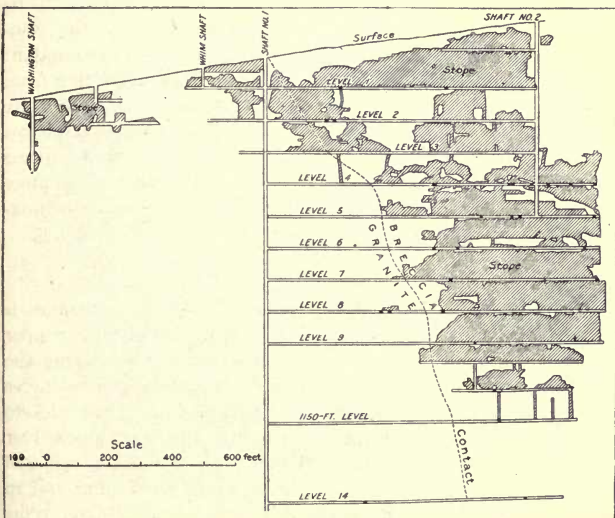 WASHINGTON SHAFT
WHIM SHAFT
SHAFT NO.1
SHAFT NO. 2
Surface
Stope
Stope
LEVEL
LEVEL 2
LEVEL 3
LEVEL 4
LEVEL 5
LEVEL 6
LEVEL 7
LEVEL 8
LEVEL 9
BRECCIA
GRANITE
Stope
1150-FT. LEVEL
Contact
LEVEL 14
Scale
100 0 200 400 600 feet